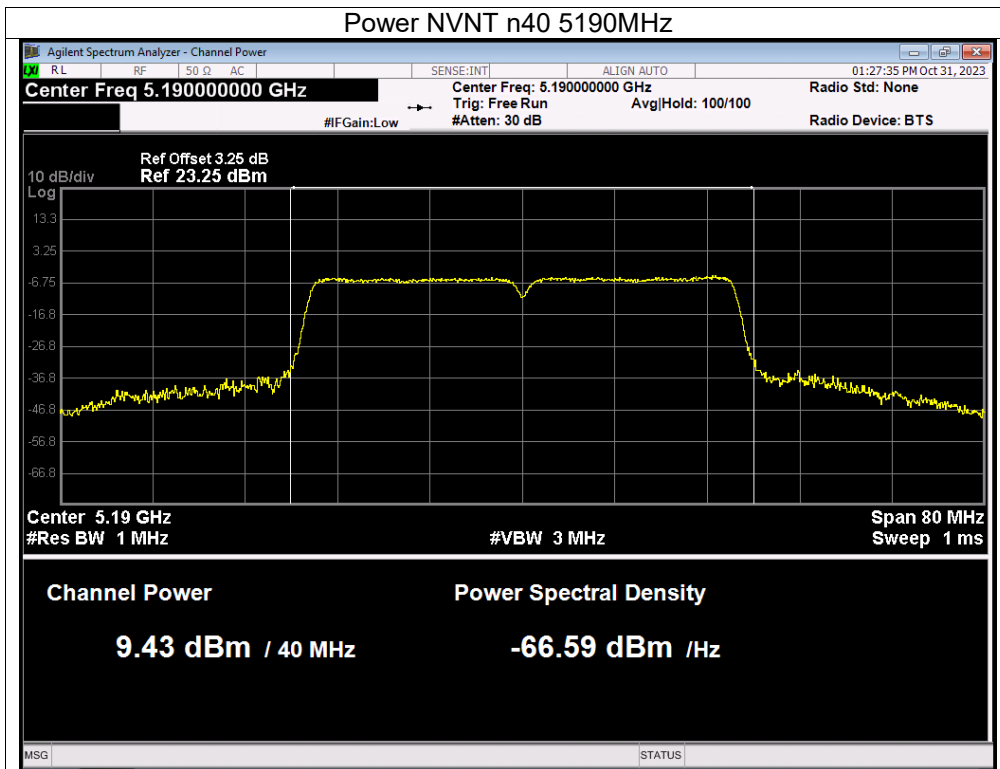 Power NVNT n40 5190MHz
Agilent Spectrum Analyzer - Channel Power
LXI RL RF 50 Ω AC SENSE:INT ALIGN AUTO 01:27:35 PM Oct 31, 2023
Center Freq 5.190000000 GHz Center Freq: 5.190000000 GHz Radio Std: None
Trig: Free Run Avg|Hold: 100/100
#IFGain:Low #Atten: 30 dB Radio Device: BTS
Ref Offset 3.25 dB
10 dB/div Ref 23.25 dBm
Log
13.3
3.25
-6.75
-16.8
-26.8
-36.8
-46.8
-56.8
-66.8
Center 5.19 GHz Span 80 MHz
#Res BW 1 MHz #VBW 3 MHz Sweep 1 ms
Channel Power Power Spectral Density
9.43 dBm / 40 MHz -66.59 dBm /Hz
MSG STATUS